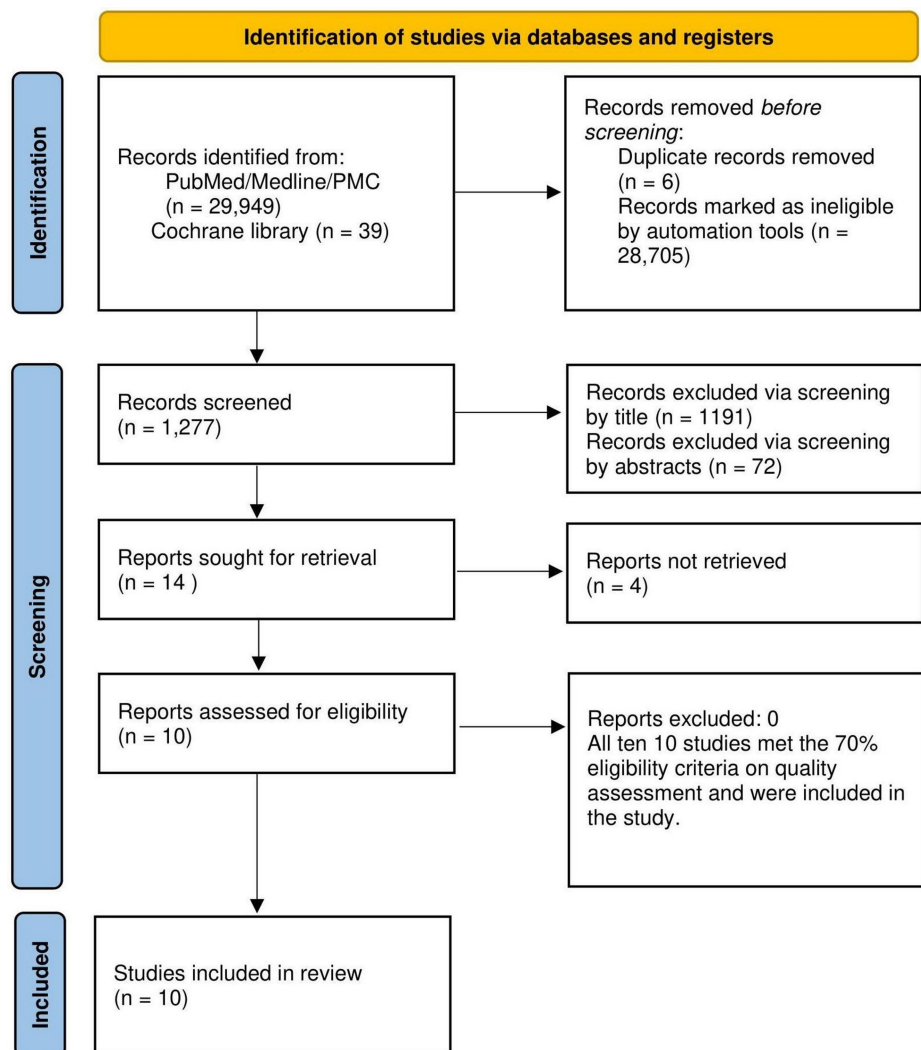 Identification of studies via databases and registers
Identification
Records identified from:
PubMed/Medline/PMC
(n = 29,949)
Cochrane library (n = 39)
Records removed before
screening:
Duplicate records removed
(n = 6)
Records marked as ineligible
by automation tools (n =
28,705)
Screening
Records screened
(n = 1,277)
Records excluded via screening
by title (n = 1191)
Records excluded via screening
by abstracts (n = 72)
Reports sought for retrieval
(n = 14 )
Reports not retrieved
(n = 4)
Reports assessed for eligibility
(n = 10)
Reports excluded: 0
All ten 10 studies met the 70%
eligibility criteria on quality
assessment and were included in
the study.
Included
Studies included in review
(n = 10)